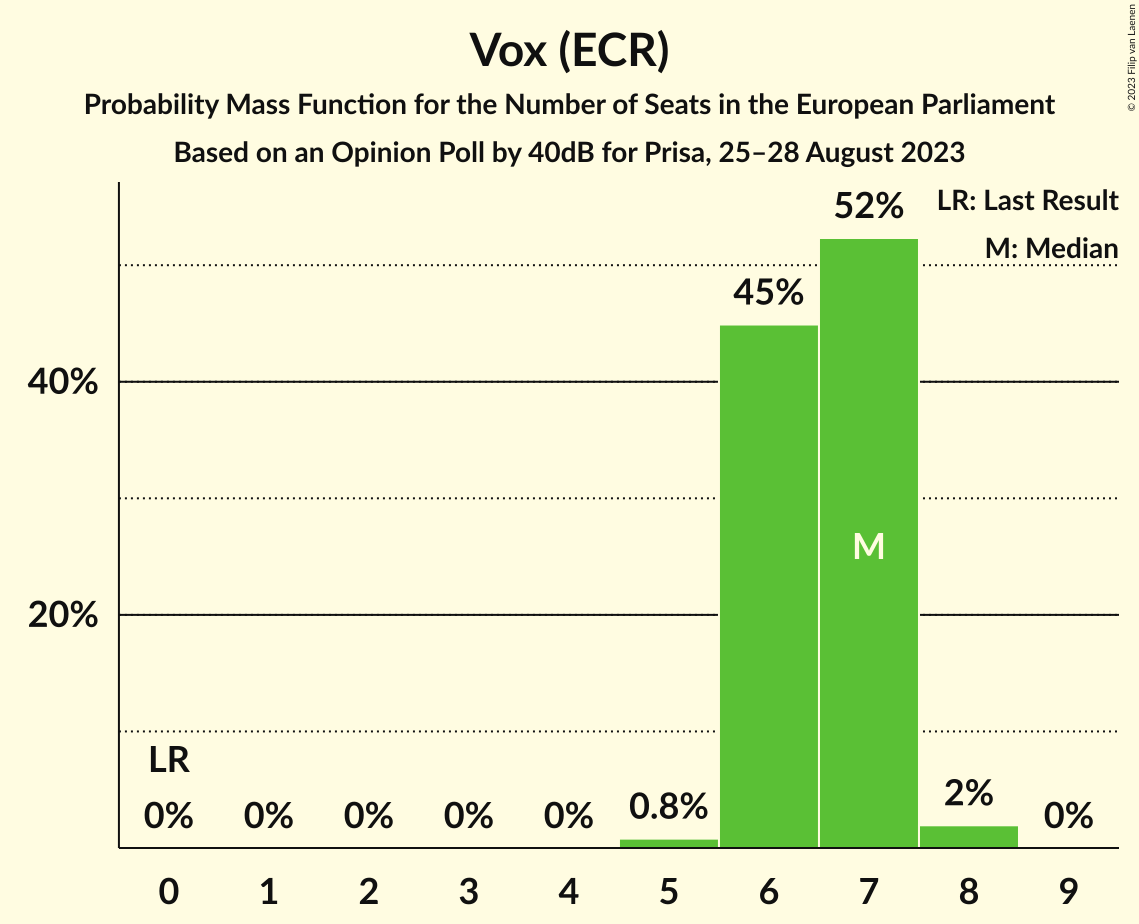 Vox (ECR)
Probability Mass Function for the Number of Seats in the European Parliament
Based on an Opinion Poll by 40dB for Prisa, 25–28 August 2023
© 2023 Filip van Laenen
LR: Last Result
M: Median
52%
45%
40%
M
20%
LR
0% 0% 0% 0% 0% 0.8% 2% 0%
0 1 2 3 4 5 6 7 8 9